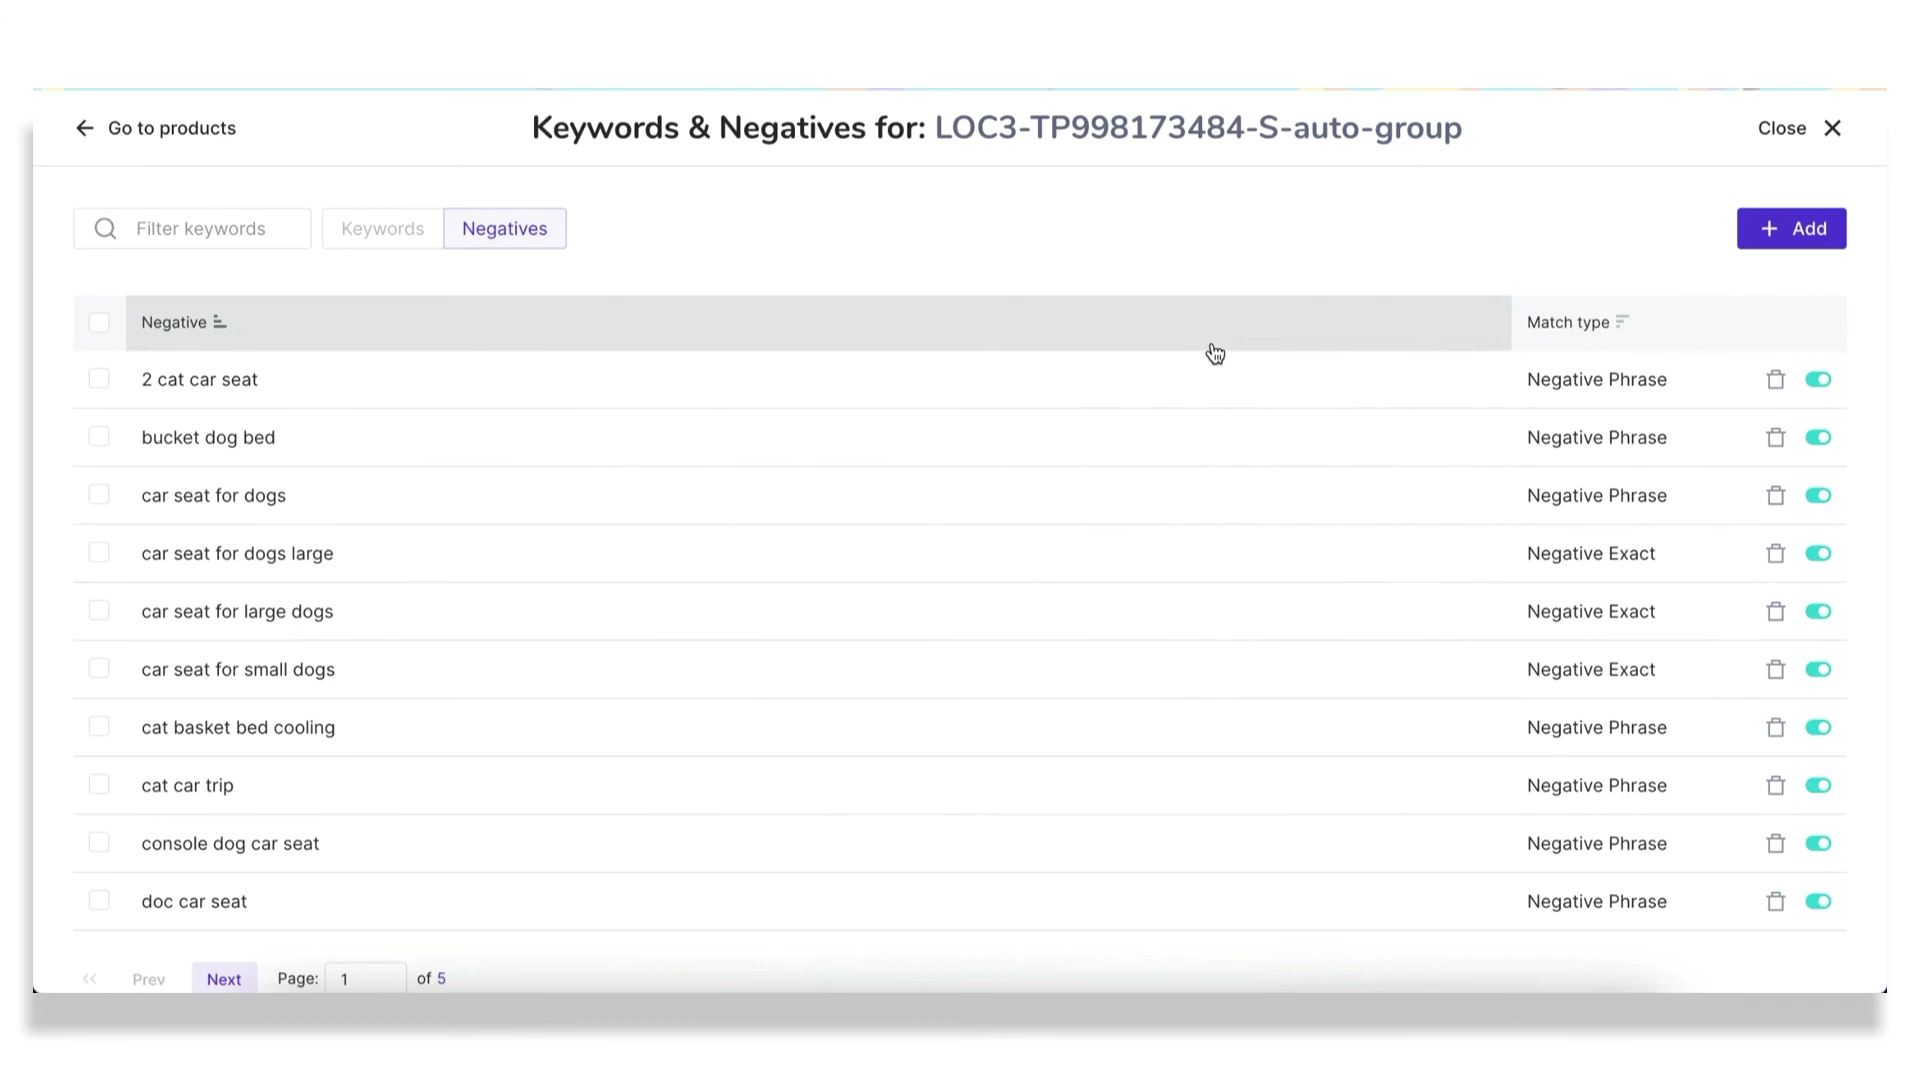 Go to products
Keywords & Negatives for: LOC3-TP998173484-S-auto-group
Close
Filter keywords
Keywords
Negatives
+ Add
Negative
Match type
2 cat car seat
Negative Phrase
bucket dog bed
Negative Phrase
car seat for dogs
Negative Phrase
car seat for dogs large
Negative Exact
car seat for large dogs
Negative Exact
car seat for small dogs
Negative Exact
cat basket bed cooling
Negative Phrase
cat car trip
Negative Phrase
console dog car seat
Negative Phrase
doc car seat
Negative Phrase
Prev
Next
Page: 1 of 5